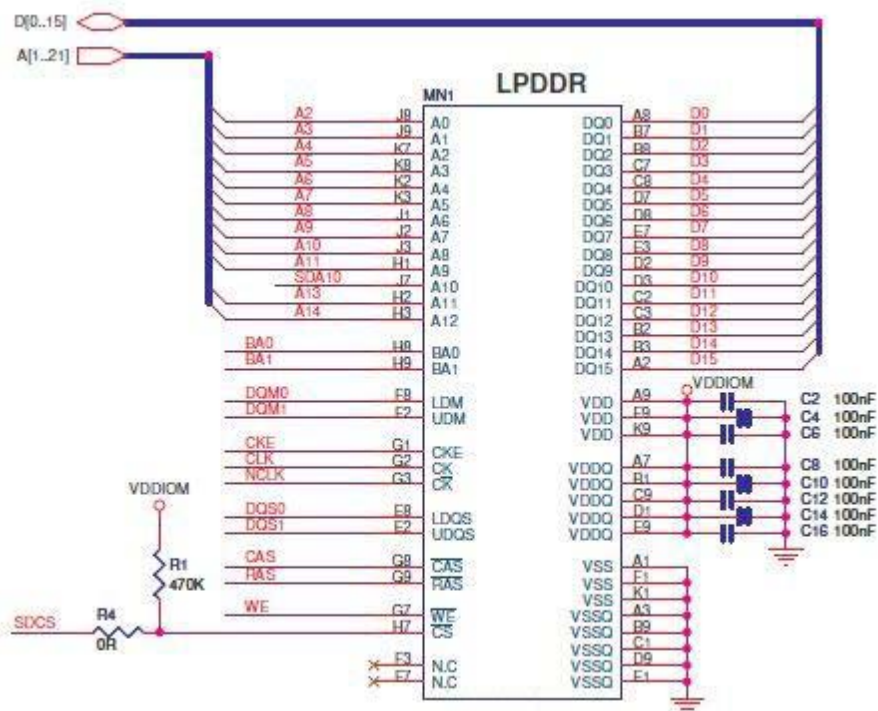 D[0..15]
A[1..21]
LPDDR
MN1
A2 J8 A0 DQ0 A8 D0
A3 J9 A1 DQ1 B7 D1
A4 K7 A2 DQ2 B8 D2
A5 K8 A3 DQ3 C7 D3
A6 K2 A4 DQ4 C8 D4
A7 K3 A5 DQ5 D7 D5
A8 J1 A6 DQ6 D8 D6
A9 J2 A7 DQ7 E7 D7
A10 J3 A8 DQ8 E3 D8
A11 H1 A9 DQ9 D2 D9
SDA10 J7 A10 DQ10 D3 D10
A13 H2 A11 DQ11 C2 D11
A14 H3 A12 DQ12 C3 D12
DQ13 B2 D13
BA0 H8 BA0 DQ14 B3 D14
BA1 H9 BA1 DQ15 A2 D15
VDDIOM
DQM0 F8 LDM VDD A9 C2 100nF
DQM1 F2 UDM VDD F9 C4 100nF
VDD K9 C6 100nF
CKE G1 CKE
CLK G2 CK VDDQ A7 C8 100nF
NCLK G3 CK VDDQ B1 C10 100nF
VDDIOM
VDDQ C9 C12 100nF
DQS0 E8 LDQS VDDQ D1 C14 100nF
DQS1 E2 UDQS VDDQ E9 C16 100nF
CAS G8 CAS VSS A1
RAS G9 RAS VSS F1
R1
470K
VSS K1
WE G7 WE VSSQ A3
SDCS R4 H7 CS VSSQ B9
0R
VSSQ C1
F3 N.C VSSQ D9
F7 N.C VSSQ E1